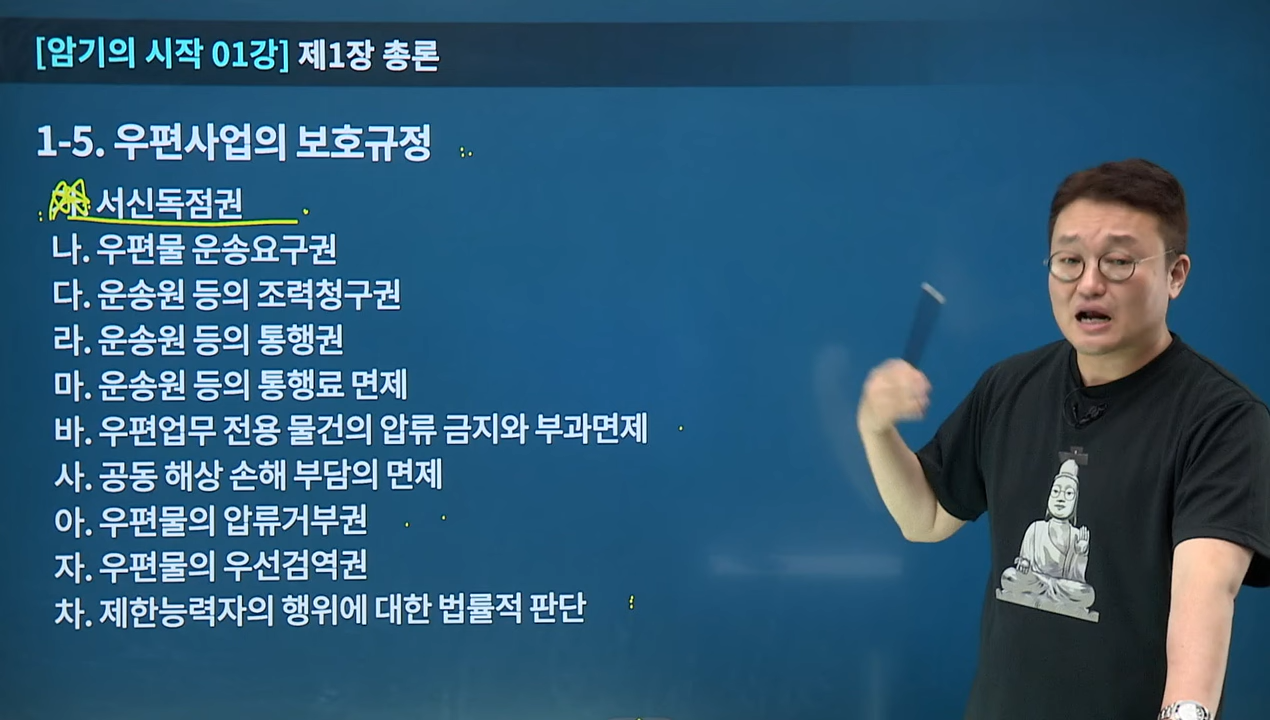 [암기의 시작 01강] 제1장 총론
1-5. 우편사업의 보호규정
서신독점권
나. 우편물 운송요구권
다. 운송원 등의 조력청구권
라. 운송원 등의 통행권
마. 운송원 등의 통행료 면제
바. 우편업무 전용 물건의 압류 금지와 부과면제
사. 공동 해상 손해 부담의 면제
아. 우편물의 압류거부권
자. 우편물의 우선검역권
차. 제한능력자의 행위에 대한 법률적 판단